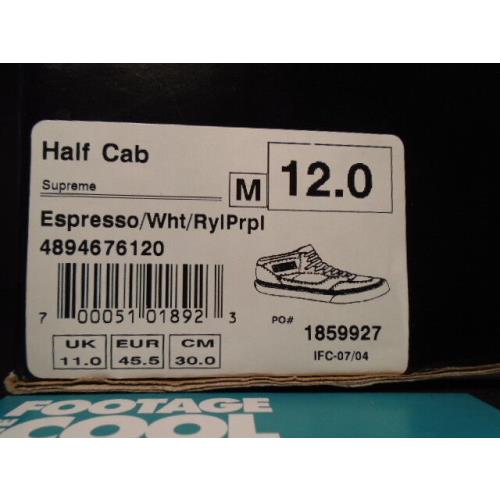 Half Cab
Supreme
M
12.0
Espresso/Wht/RylPrpl
4894676120
7 00051 01892 3
PO# 1859927
IFC-07/04
UK EUR CM
11.0 45.5 30.0
FOOTAGE
COOL